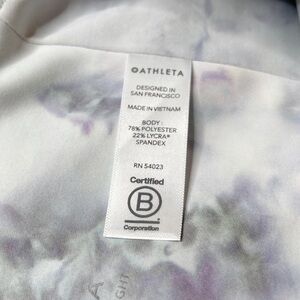 ATHLETA
DESIGNED IN
SAN FRANCISCO
MADE IN VIETNAM
BODY :
78% POLYESTER
22% LYCRA®
SPANDEX
RN 54023
Certified
B
Corporation